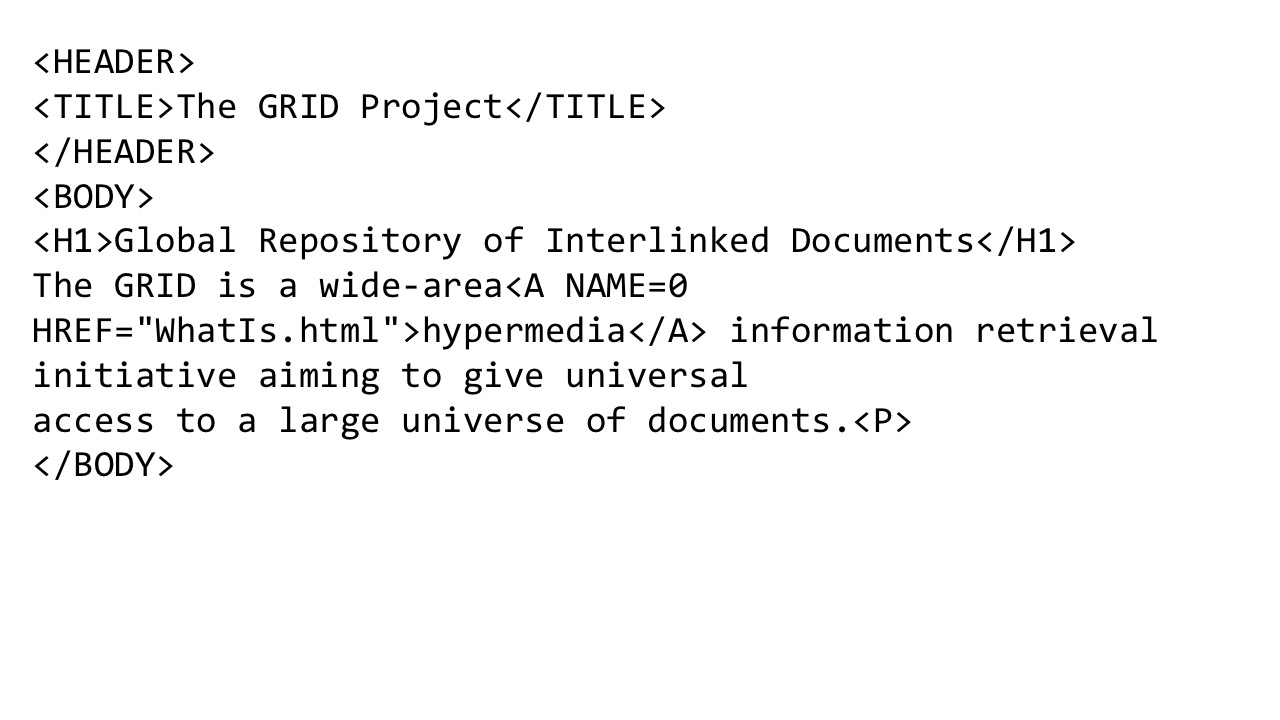 <HEADER>
<TITLE>The GRID Project</TITLE>
</HEADER>
<BODY>
<H1>Global Repository of Interlinked Documents</H1>
The GRID is a wide-area<A NAME=0
HREF="WhatIs.html">hypermedia</A> information retrieval
initiative aiming to give universal
access to a large universe of documents.<P>
</BODY>